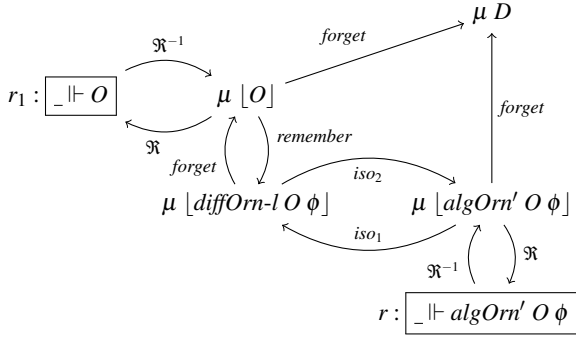 μ D
forget
ℜ⁻¹
r₁ : _ ⊩ O
μ ⌊O⌋
ℜ
forget
remember
forget
iso₂
μ ⌊diffOrn-l O ϕ⌋
μ ⌊algOrn′ O ϕ⌋
iso₁
ℜ⁻¹
ℜ
r : _ ⊩ algOrn′ O ϕ